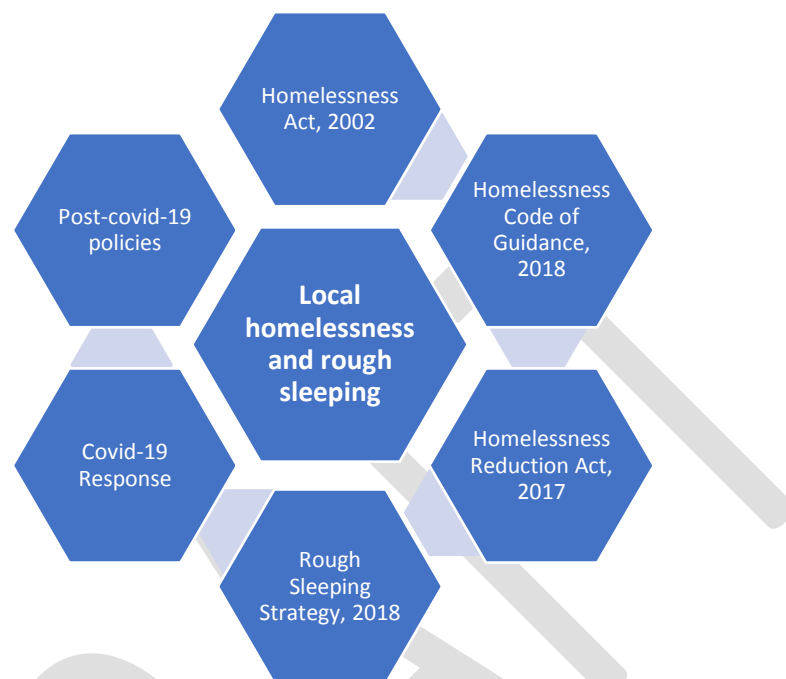 Homelessness
Act, 2002
Homelessness
Code of
Guidance,
2018
Homelessness
Reduction Act,
2017
Rough
Sleeping
Strategy, 2018
Covid-19
Response
Post-covid-19
policies
Local
homelessness
and rough
sleeping